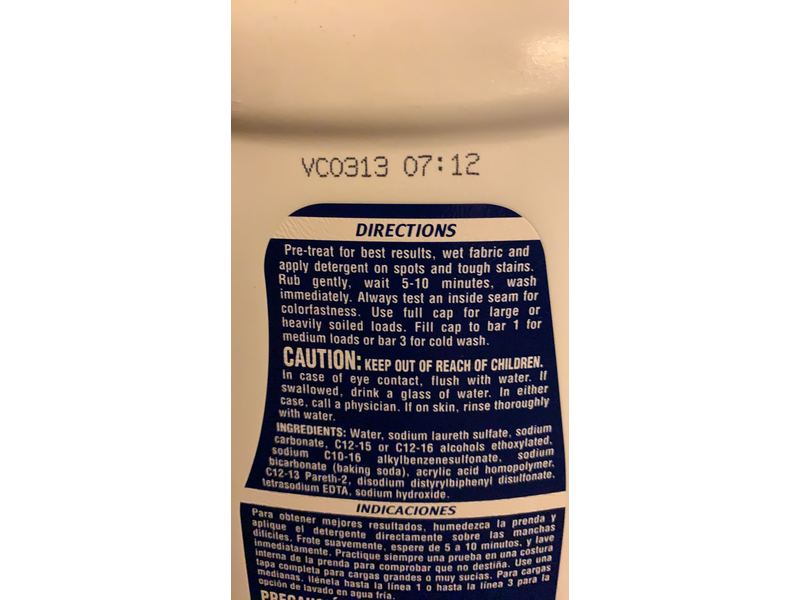 VC0313 07:12
DIRECTIONS
Pre-treat for best results, wet fabric and
apply detergent on spots and tough stains.
Rub gently, wait 5-10 minutes, wash
immediately. Always test an inside seam for
colorfastness. Use full cap for large or
heavily soiled loads. Fill cap to bar 1 for
medium loads or bar 3 for cold wash.
CAUTION: KEEP OUT OF REACH OF CHILDREN.
In case of eye contact, flush with water. If
swallowed, drink a glass of water. In either
case, call a physician. If on skin, rinse thoroughly
with water.
INGREDIENTS: Water, sodium laureth sulfate, sodium
carbonate, C12-15 or C12-16 alcohols ethoxylated,
sodium C10-16 alkylbenzenesulfonate, sodium
bicarbonate (baking soda), acrylic acid homopolymer,
C12-13 Pareth-2, disodium distyrylbiphenyl disulfonate,
tetrasodium EDTA, sodium hydroxide.
INDICACIONES
Para obtener mejores resultados, humedezca la prenda y
aplique el detergente directamente sobre las manchas
difíciles. Frote suavemente, espere de 5 a 10 minutos, y lave
inmediatamente. Practique siempre una prueba en una costura
interna de la prenda para comprobar que no destiña. Use una
tapa completa para cargas grandes o muy sucias. Para cargas
medianas, llénela hasta la línea 1 o hasta la línea 3 para la
opción de lavado en agua fría.